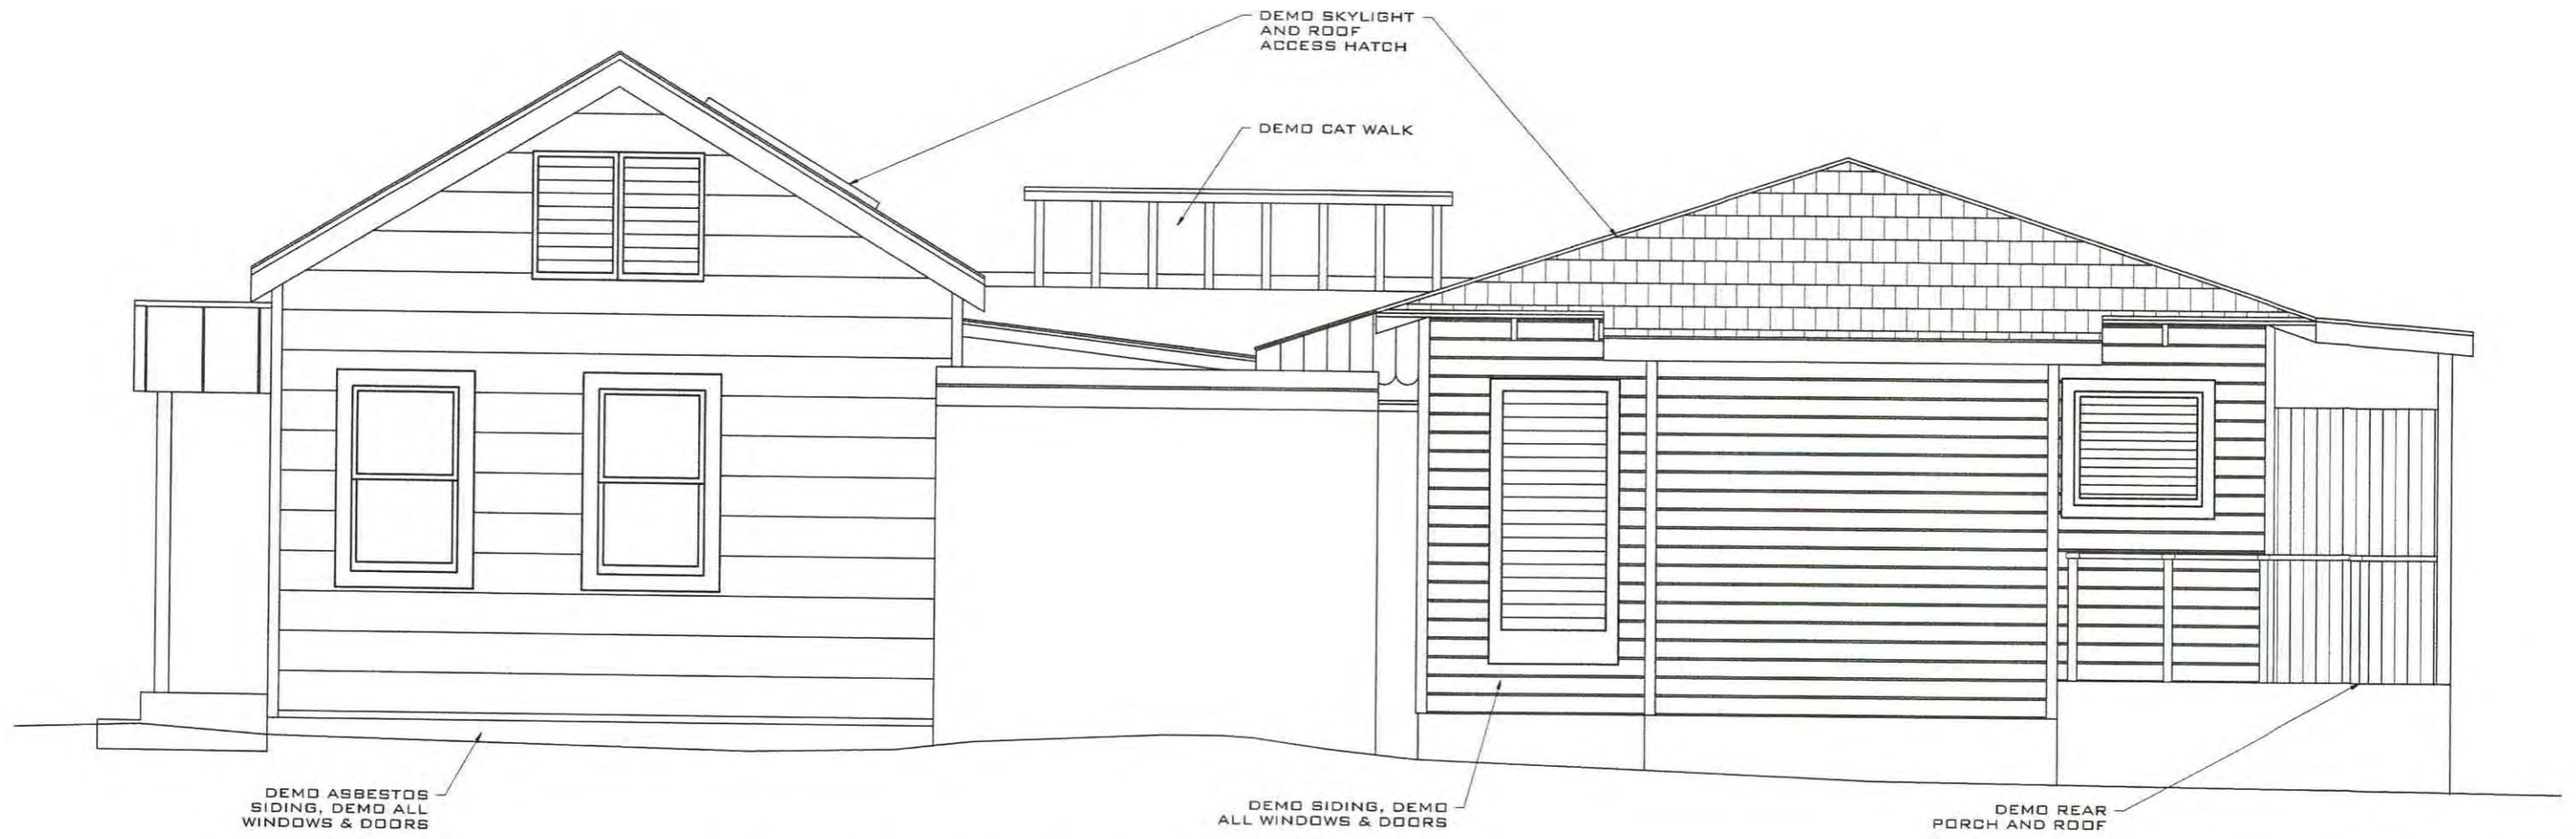 DEMO SKYLIGHT
AND ROOF
ACCESS HATCH
DEMO CAT WALK
DEMO ASBESTOS
SIDING, DEMO ALL
WINDOWS & DOORS
DEMO SIDING, DEMO
ALL WINDOWS & DOORS
DEMO REAR
PORCH AND ROOF